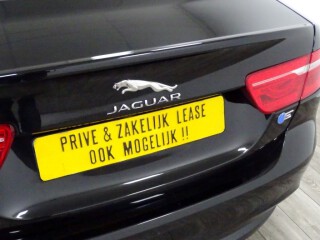 JAGUAR
PRIVE & ZAKELIJK LEASE
OOK MOGELIJK !!